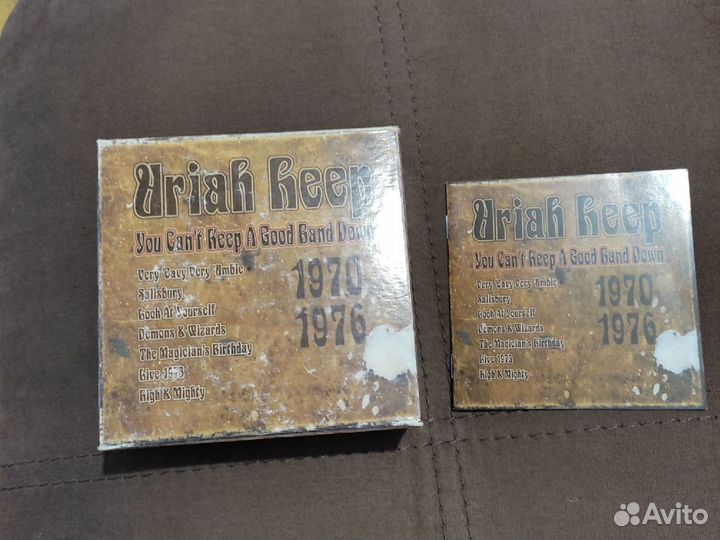 Uriah Heep
You Can't Keep A Good Band Down
Very 'Eavy Very 'Umble
Salisbury
Look At Yourself
Demons & Wizards
The Magician's Birthday
Live 1973
High & Mighty
1970
1976
Uriah Heep
You Can't Keep A Good Band Down
Very 'Eavy Very 'Umble
Salisbury
Look At Yourself
Demons & Wizards
The Magician's Birthday
Live 1973
High & Mighty
1970
1976
Avito